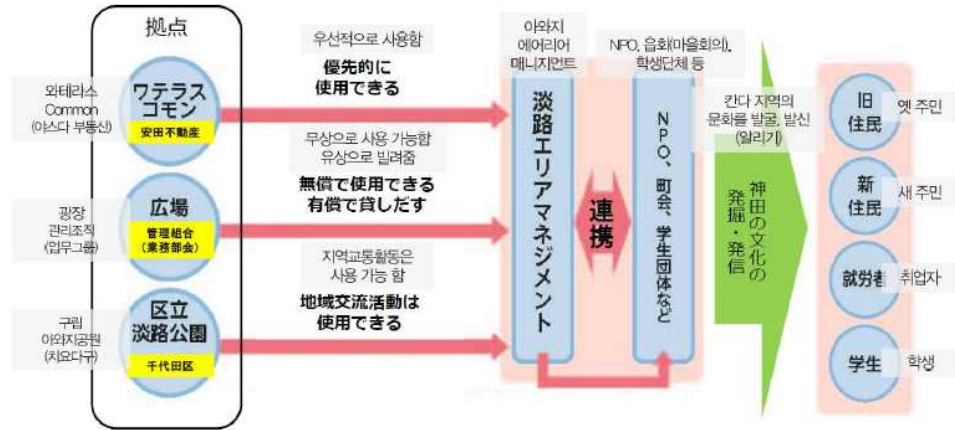 拠点
와테라스
Common
(야스다 부동산)
ワテラス
コモン
安田不動産
광장
관리조직
(업무그룹)
広場
管理組合
(業務部会)
구립
아와지공원
(치요다구)
区立
淡路公園
千代田区
우선적으로 사용함
優先的に
使用できる
무상으로 사용 가능함
유상으로 빌려줌
無償で使用できる
有償で貸しだす
지역교통활동은
사용 가능 함
地域交流活動は
使用できる
아와지
에어리어
매니지먼트
淡路エリアマネジメント
連携
NPO, 읍회(마을회의),
학생단체 등
NPO、町会、学生団体など
칸다 지역의
문화를 발굴, 발신
(알리기)
神田の文化の
発掘・発信
旧
住民
옛 주민
新
住民
새 주민
就労者
취업자
学生
학생